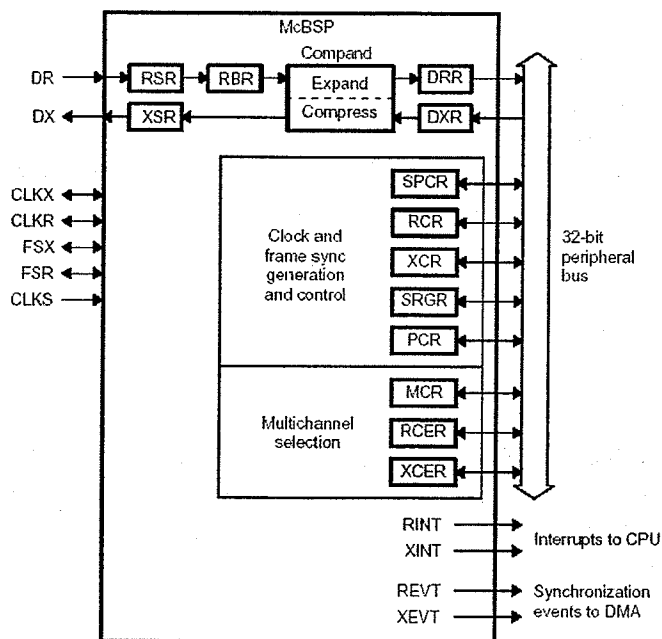 McBSP
Compand
DR
RSR
RBR
Expand
DRR
DX
XSR
Compress
DXR
CLKX
CLKR
FSX
FSR
CLKS
Clock and
frame sync
generation
and control
SPCR
RCR
XCR
SRGR
PCR
32-bit
peripheral
bus
Multichannel
selection
MCR
RCER
XCER
RINT
XINT
Interrupts to CPU
REVT
XEVT
Synchronization
events to DMA